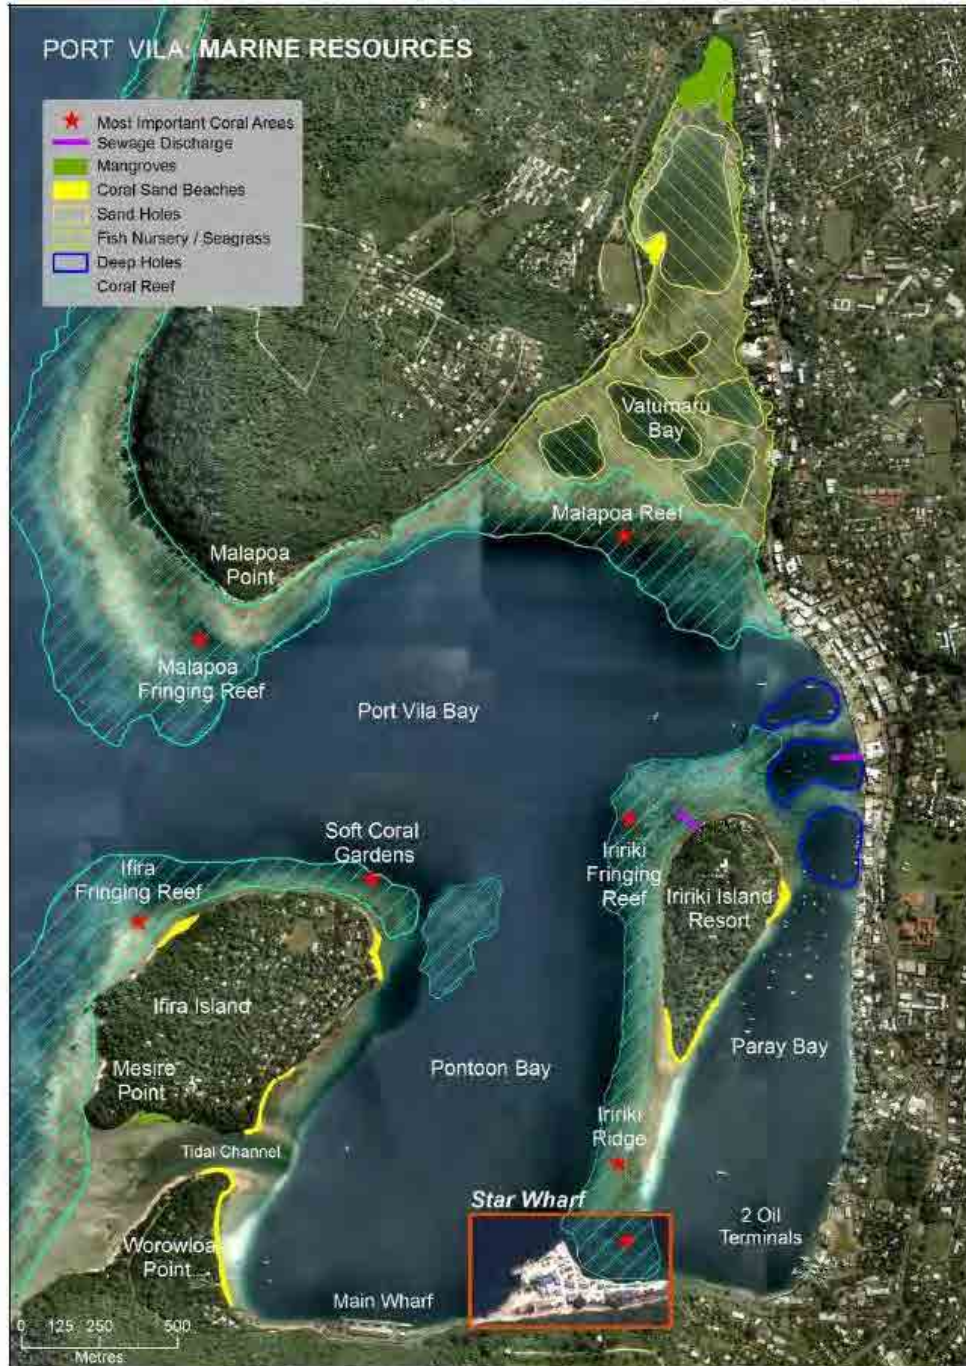 PORT VILA: MARINE RESOURCES
N
Most Important Coral Areas
Sewage Discharge
Mangroves
Coral Sand Beaches
Sand Holes
Fish Nursery / Seagrass
Deep Holes
Coral Reef
Vatumaru
Bay
Malapoa Reef
Malapoa
Point
Malapoa
Fringing Reef
Port Vila Bay
Soft Coral
Gardens
Ifira
Fringing Reef
Iririki
Fringing
Reef
Iririki Island
Resort
Ifira Island
Mesire
Point
Pontoon Bay
Paray Bay
Iririki
Ridge
Tidal Channel
Star Wharf
2 Oil
Terminals
Worowloa
Point
Main Wharf
0 125 250 500
Metres